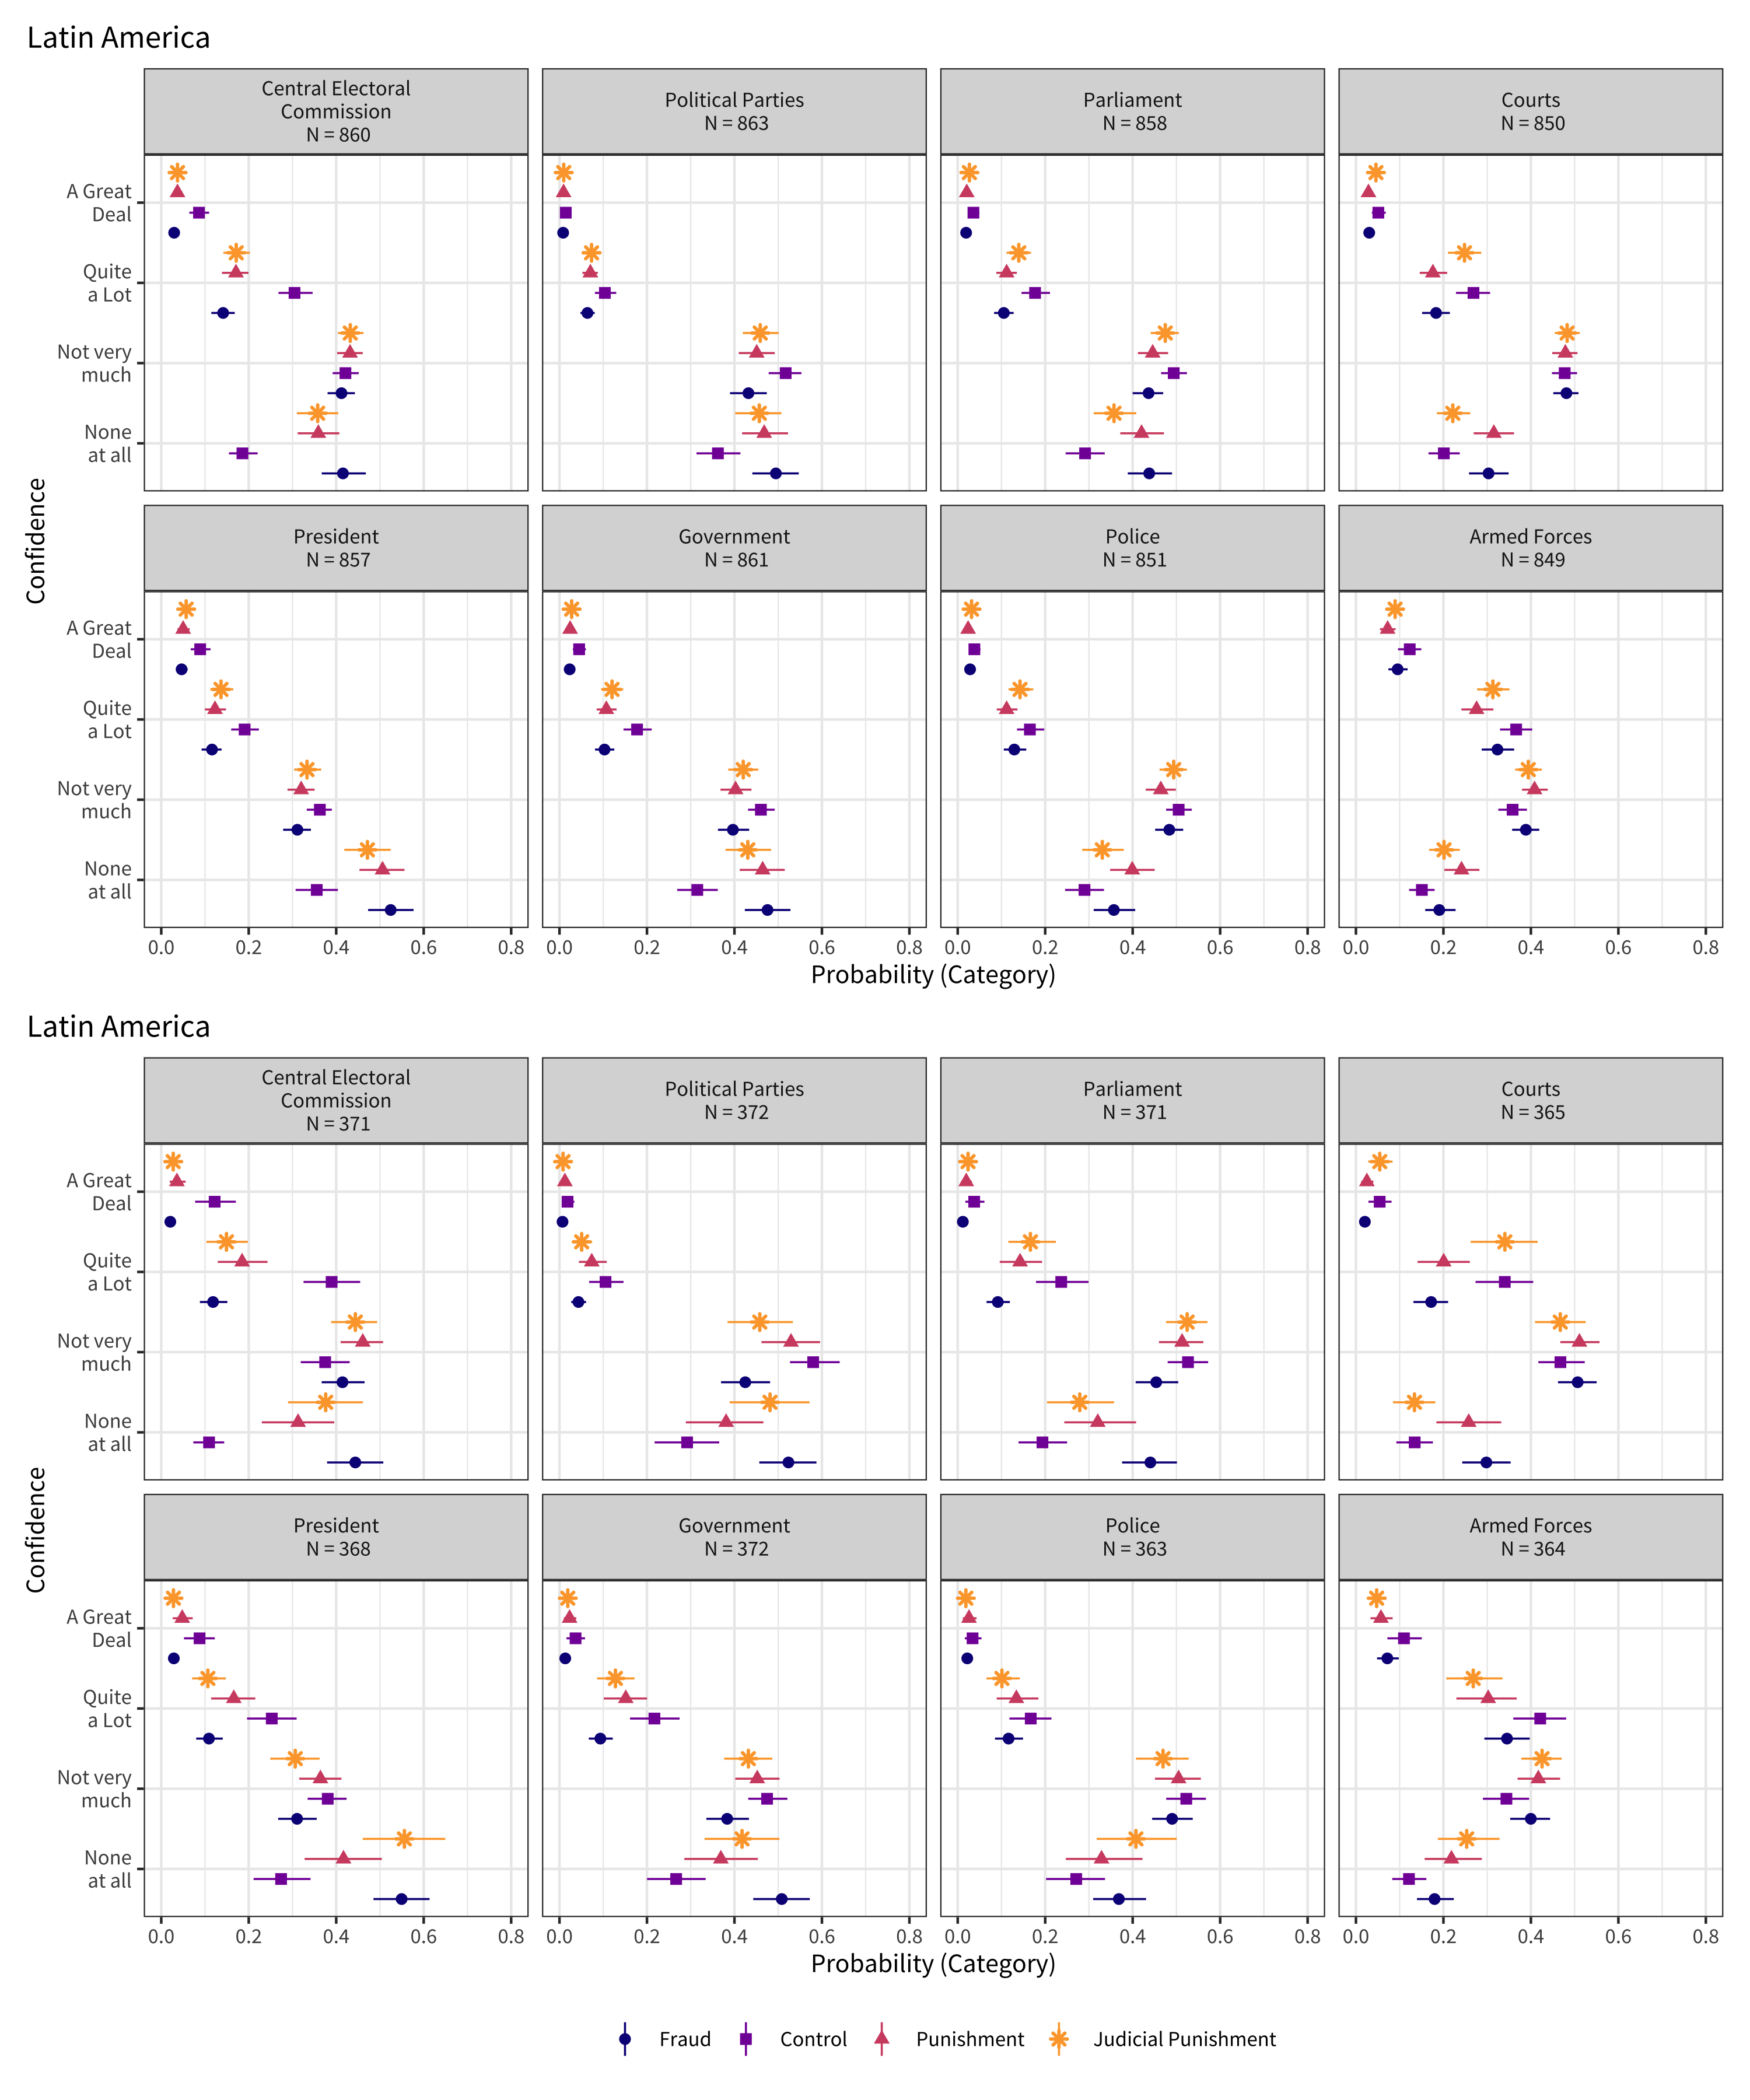 Latin America
Central Electoral
Commission
N = 860
Political Parties
N = 863
Parliament
N = 858
Courts
N = 850
A Great
Deal
Quite
a Lot
Not very
much
None
at all
President
N = 857
Government
N = 861
Police
N = 851
Armed Forces
N = 849
A Great
Deal
Quite
a Lot
Not very
much
None
at all
Confidence
0.0 0.2 0.4 0.6 0.8 0.0 0.2 0.4 0.6 0.8 0.0 0.2 0.4 0.6 0.8 0.0 0.2 0.4 0.6 0.8
Probability (Category)
Latin America
Central Electoral
Commission
N = 371
Political Parties
N = 372
Parliament
N = 371
Courts
N = 365
A Great
Deal
Quite
a Lot
Not very
much
None
at all
President
N = 368
Government
N = 372
Police
N = 363
Armed Forces
N = 364
A Great
Deal
Quite
a Lot
Not very
much
None
at all
Confidence
0.0 0.2 0.4 0.6 0.8 0.0 0.2 0.4 0.6 0.8 0.0 0.2 0.4 0.6 0.8 0.0 0.2 0.4 0.6 0.8
Probability (Category)
Fraud Control Punishment Judicial Punishment